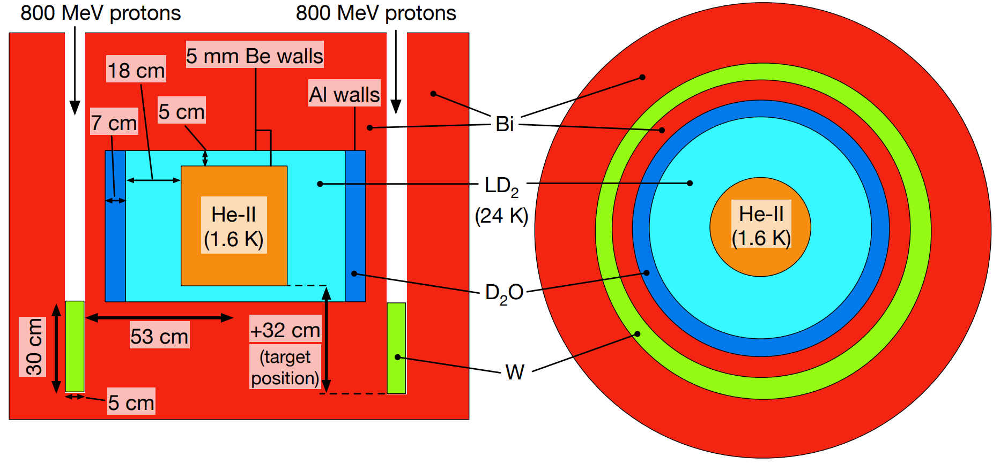 800 MeV protons
800 MeV protons
5 mm Be walls
18 cm
Al walls
5 cm
7 cm
Bi
LD2
(24 K)
He-II
(1.6 K)
He-II
(1.6 K)
D2O
+32 cm
(target
position)
53 cm
30 cm
W
5 cm